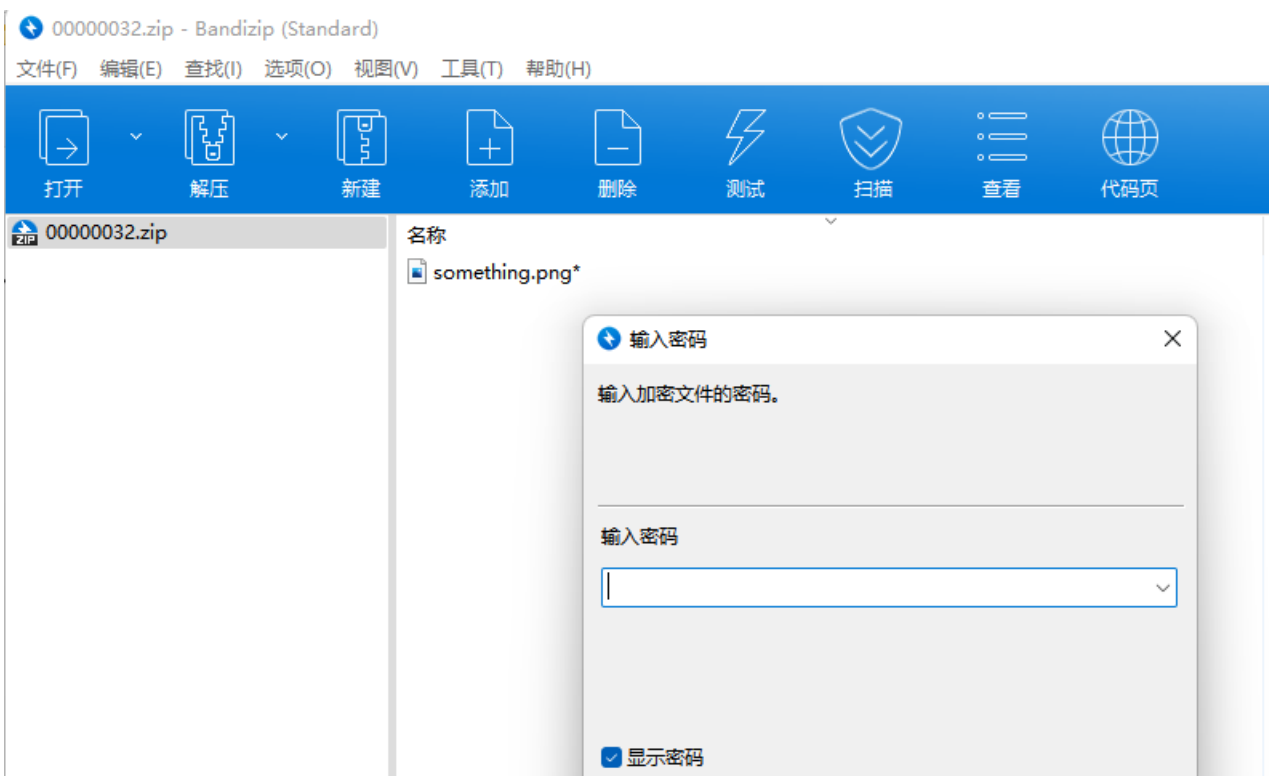 00000032.zip - Bandizip (Standard)
文件(F) 编辑(E) 查找(I) 选项(O) 视图(V) 工具(T) 帮助(H)
打开 解压 新建 添加 删除 测试 扫描 查看 代码页
ZIP 00000032.zip
名称
something.png*
输入密码
输入加密文件的密码。
输入密码
显示密码